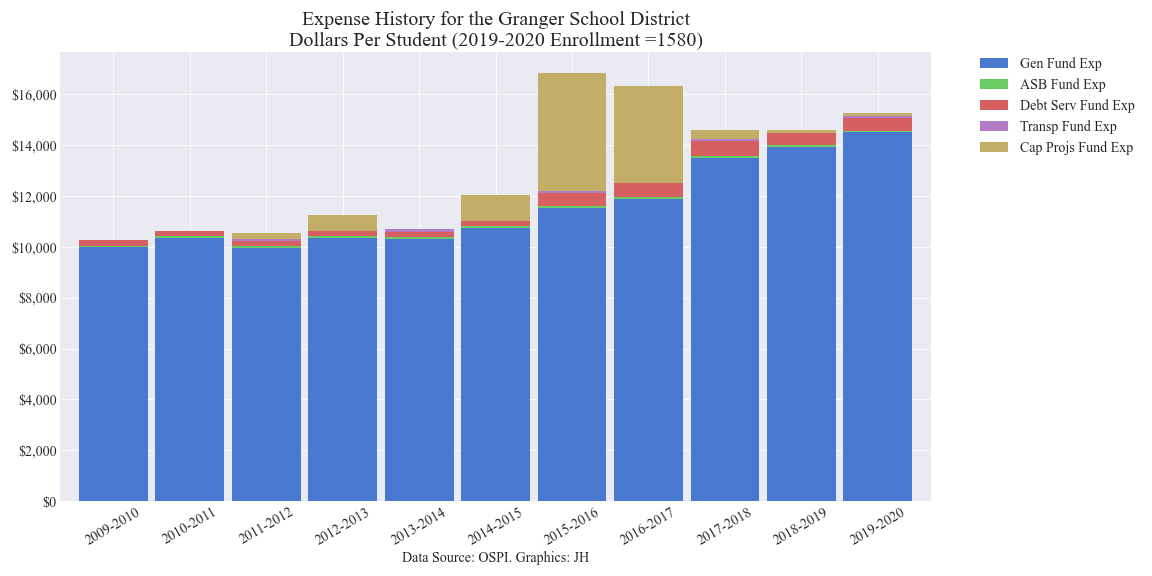 Expense History for the Granger School District
Dollars Per Student (2019-2020 Enrollment =1580)
Gen Fund Exp
ASB Fund Exp
Debt Serv Fund Exp
Transp Fund Exp
Cap Projs Fund Exp
$16,000
$14,000
$12,000
$10,000
$8,000
$6,000
$4,000
$2,000
$0
2009-2010
2010-2011
2011-2012
2012-2013
2013-2014
2014-2015
2015-2016
2016-2017
2017-2018
2018-2019
2019-2020
Data Source: OSPI. Graphics: JH